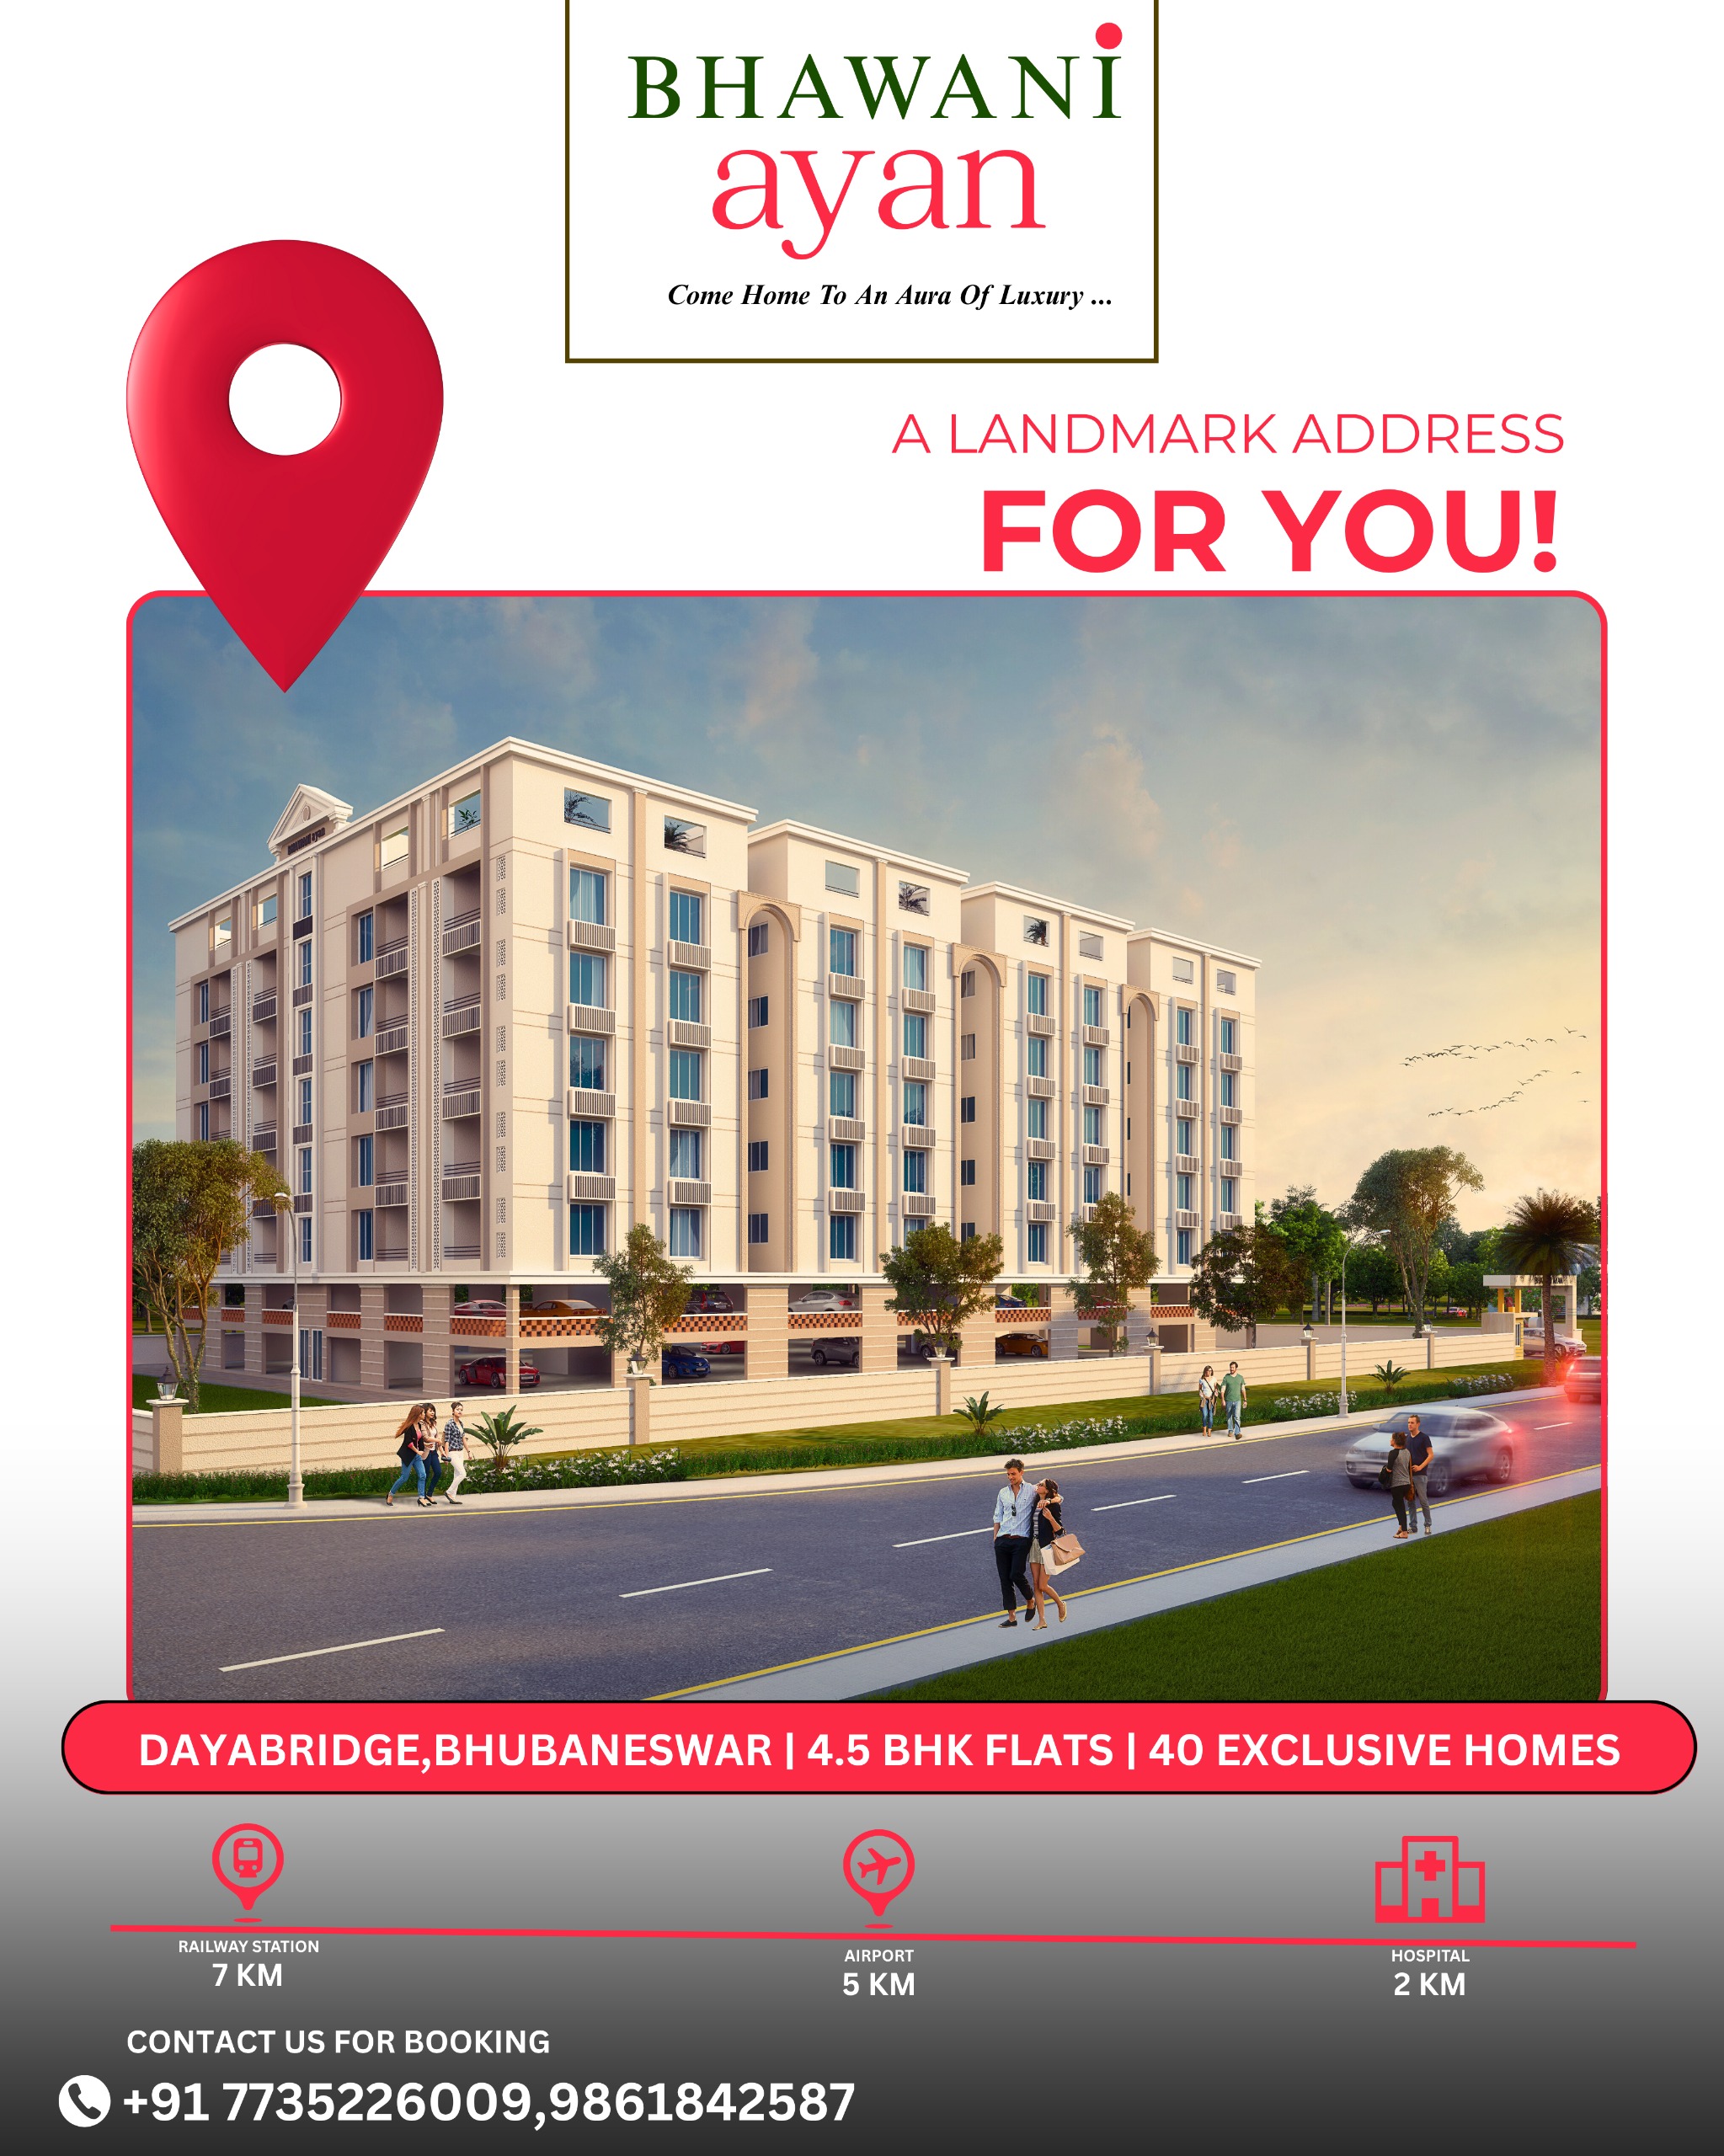 BHAWANi
ayan
Come Home To An Aura Of Luxury ...
A LANDMARK ADDRESS
FOR YOU!
DAYABRIDGE,BHUBANESWAR | 4.5 BHK FLATS | 40 EXCLUSIVE HOMES
RAILWAY STATION
7 KM
AIRPORT
5 KM
HOSPITAL
2 KM
CONTACT US FOR BOOKING
+91 7735226009,9861842587